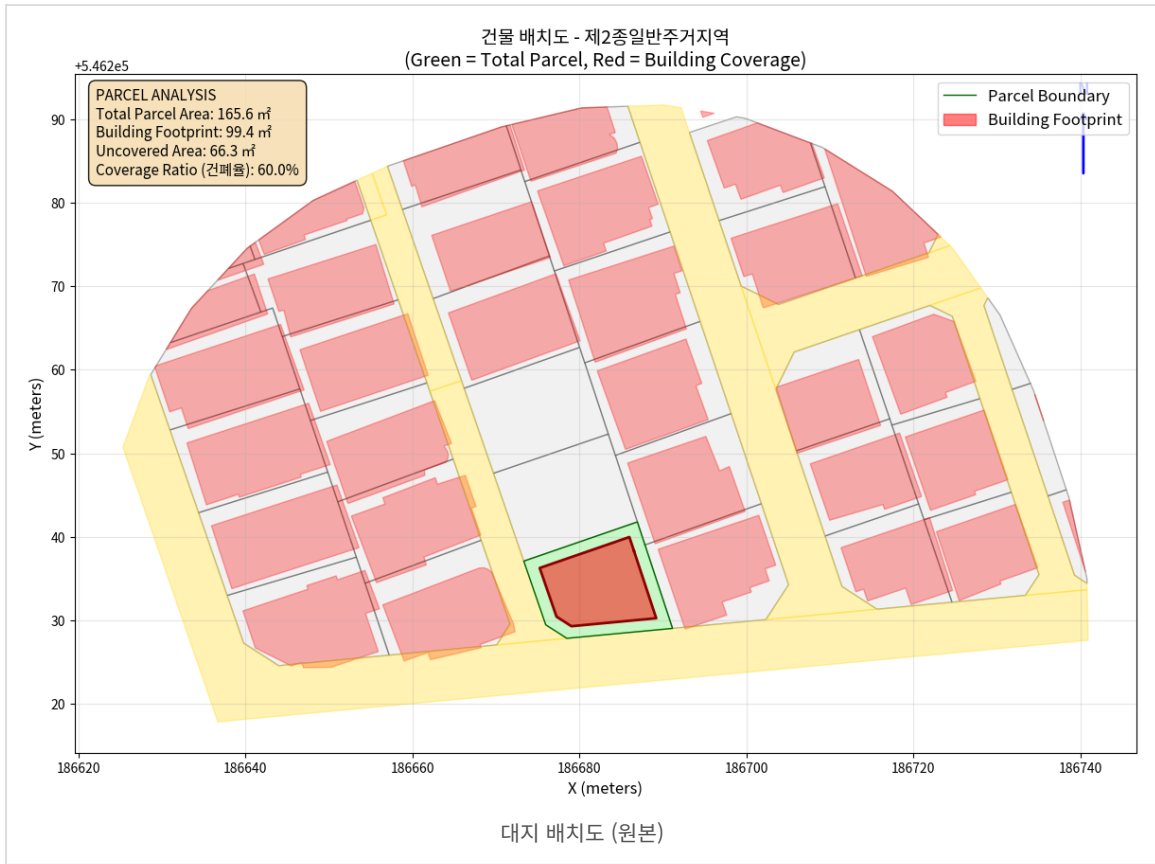 건물 배치도 - 제2종일반주거지역
(Green = Total Parcel, Red = Building Coverage)
+5.462e5
PARCEL ANALYSIS
Total Parcel Area: 165.6 ㎡
Building Footprint: 99.4 ㎡
Uncovered Area: 66.3 ㎡
Coverage Ratio (건폐율): 60.0%
Parcel Boundary
Building Footprint
90
80
70
60
50
40
30
20
Y (meters)
186620
186640
186660
186680
186700
186720
186740
X (meters)
대지 배치도 (원본)